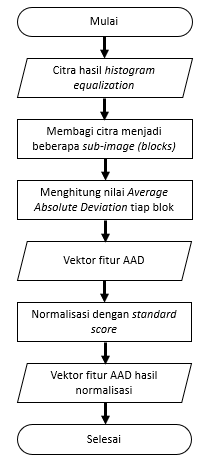 Mulai
Citra hasil histogram
equalization
Membagi citra menjadi
beberapa sub-image (blocks)
Menghitung nilai Average
Absolute Deviation tiap blok
Vektor fitur AAD
Normalisasi dengan standard
score
Vektor fitur AAD hasil
normalisasi
Selesai